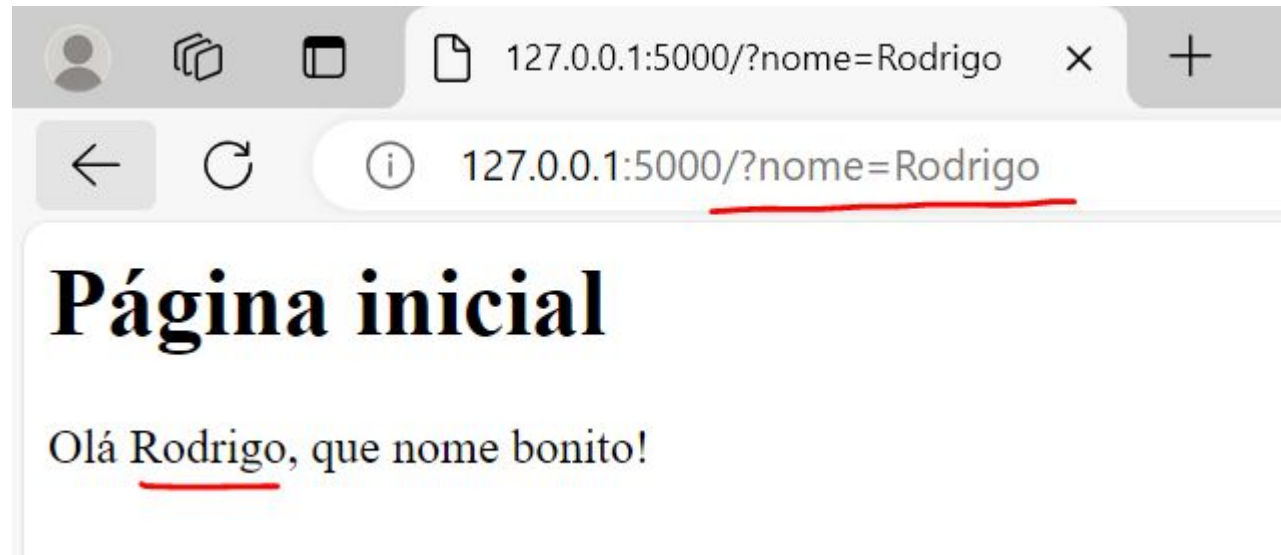 127.0.0.1:5000/?nome=Rodrigo
127.0.0.1:5000/?nome=Rodrigo
Página inicial
Olá Rodrigo, que nome bonito!